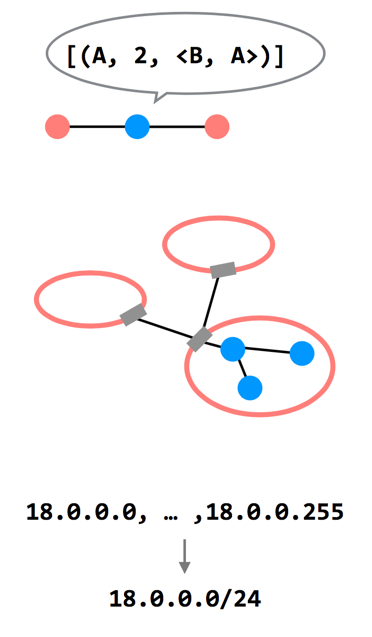 [(A, 2, <B, A>)]
18.0.0.0, … ,18.0.0.255
18.0.0.0/24